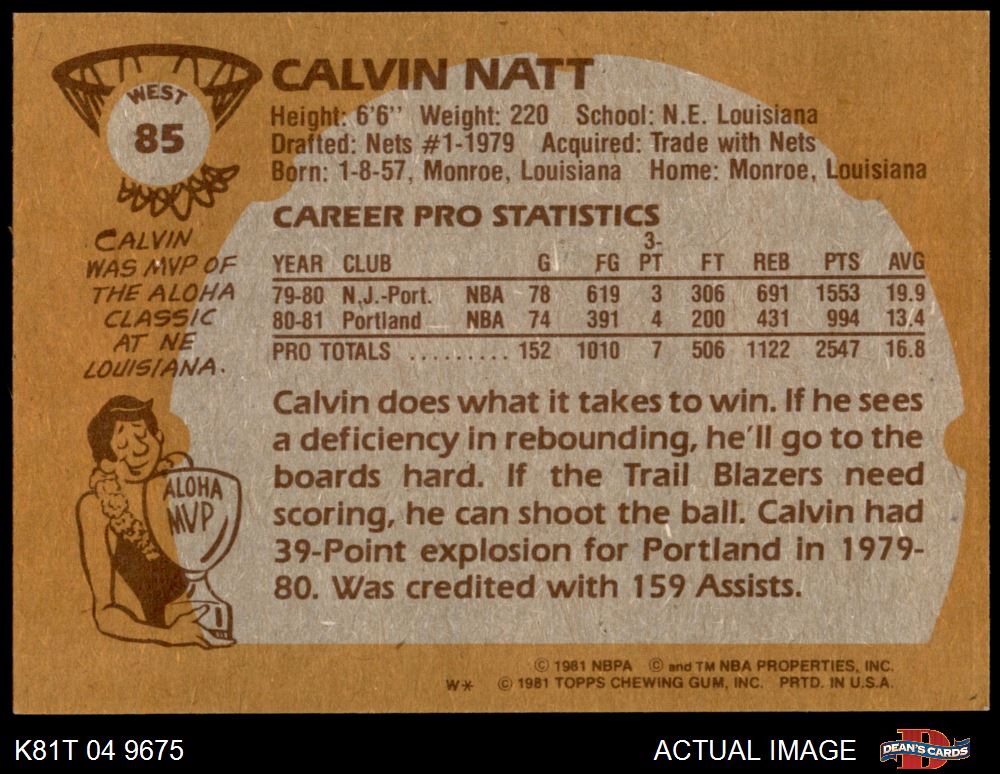 WEST
85
CALVIN NATT
Height: 6'6'' Weight: 220 School: N.E. Louisiana
Drafted: Nets #1-1979 Acquired: Trade with Nets
Born: 1-8-57, Monroe, Louisiana Home: Monroe, Louisiana
CALVIN
WAS MVP OF
THE ALOHA
CLASSIC
AT NE
LOUISIANA.
ALOHA
MVP
CAREER PRO STATISTICS
YEAR CLUB G FG 3-PT FT REB PTS AVG
79-80 N.J.-Port. NBA 78 619 3 306 691 1553 19.9
80-81 Portland NBA 74 391 4 200 431 994 13.4
PRO TOTALS ......... 152 1010 7 506 1122 2547 16.8
Calvin does what it takes to win. If he sees
a deficiency in rebounding, he'll go to the
boards hard. If the Trail Blazers need
scoring, he can shoot the ball. Calvin had
39-Point explosion for Portland in 1979-
80. Was credited with 159 Assists.
© 1981 NBPA © and TM NBA PROPERTIES, INC.
W* © 1981 TOPPS CHEWING GUM, INC. PRTD. IN U.S.A.
K81T 04 9675
ACTUAL IMAGE
DEAN'S CARDS